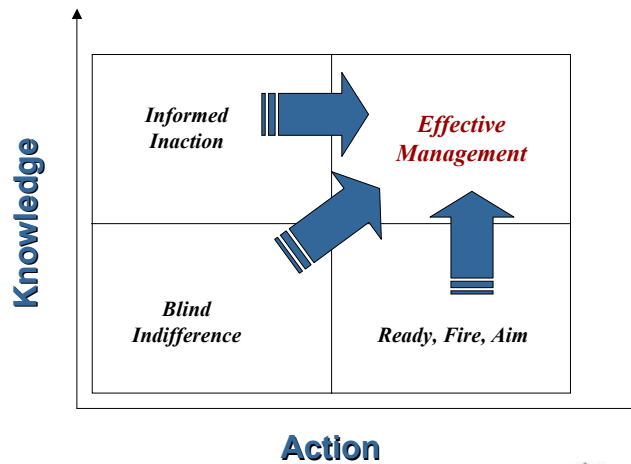 Knowledge
Informed
Inaction
Effective
Management
Blind
Indifference
Ready, Fire, Aim
Action